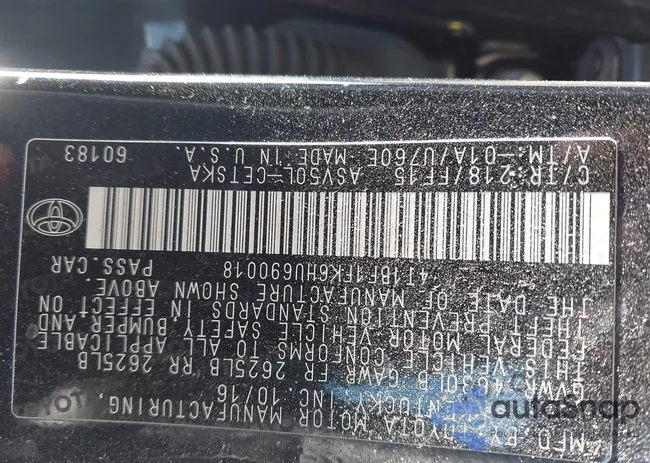 MFD BY TOYOTA MOTOR MANUFACTURING,
KENTUCKY, INC 10/16
GVWR 4630LB GAWR FR 2625LB RR 2625LB
THIS VEHICLE CONFORMS TO ALL APPLICABLE
FEDERAL MOTOR VEHICLE SAFETY, BUMPER AND
THEFT PREVENTION STANDARDS IN EFFECT ON
THE DATE OF MANUFACTURE SHOWN ABOVE.
4T1BF1FK6HU690018 PASS.CAR
C/TR:218/FF15 ASV50L-CETSKA
A/TM:-01A/U760E MADE IN U.S.A. 60183
autoSnap